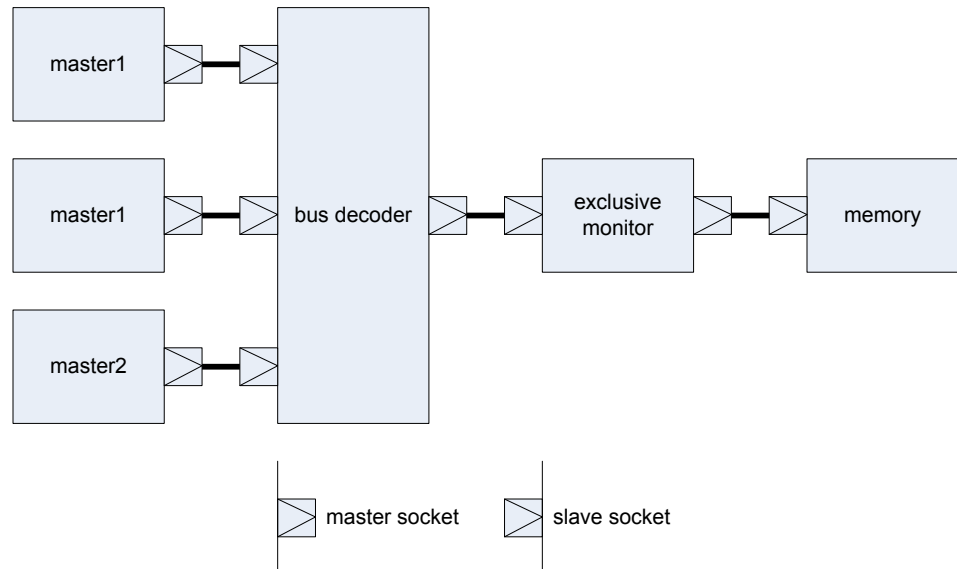 master1
master1
bus decoder
exclusive
monitor
memory
master2
master socket
slave socket